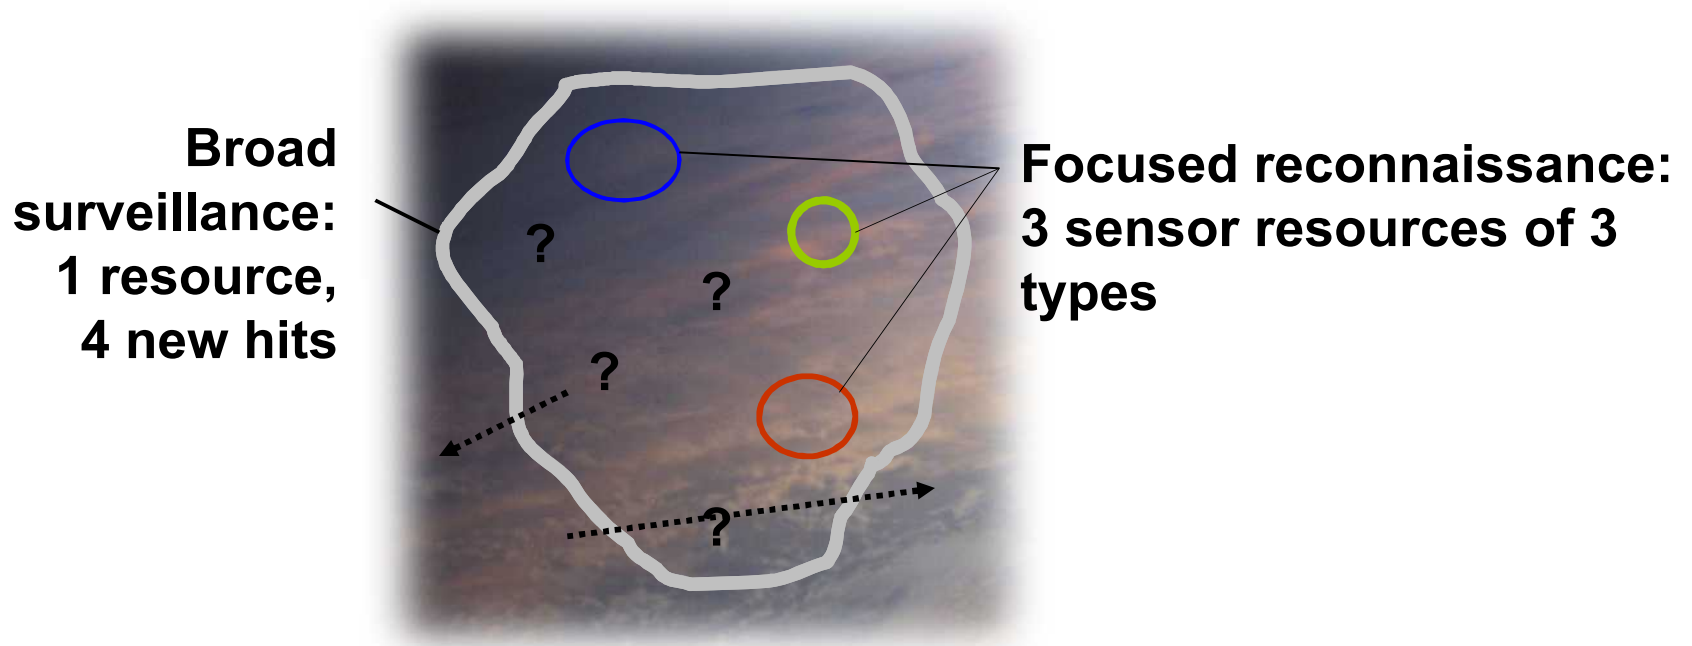 Broad
surveillance:
1 resource,
4 new hits
Focused reconnaissance:
3 sensor resources of 3
types
?
?
?
?